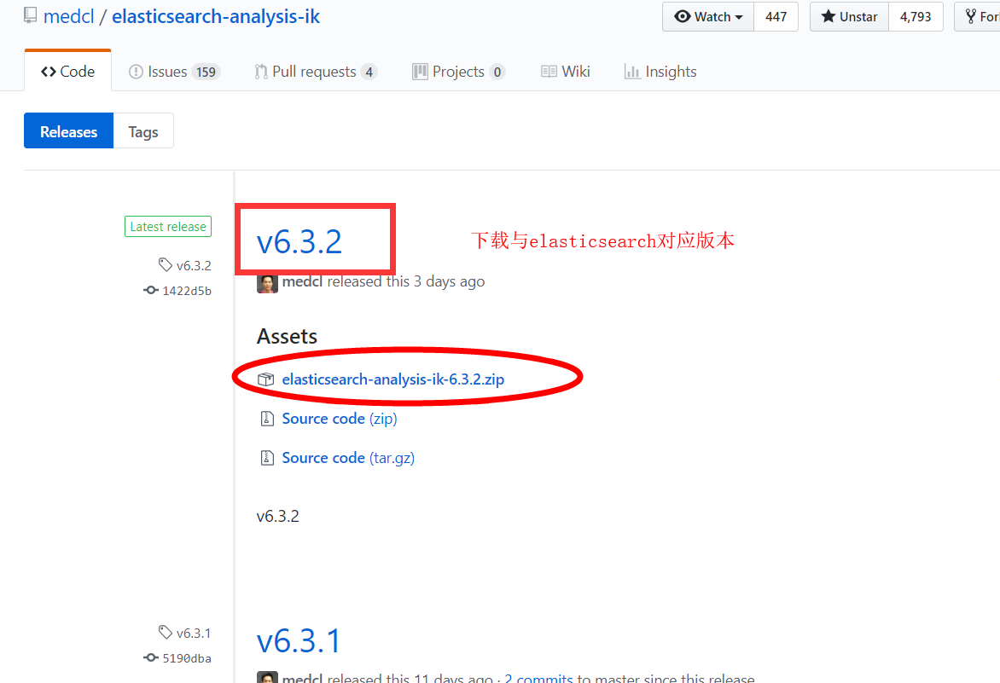 medcl / elasticsearch-analysis-ik
Watch 447 Unstar 4,793
Code Issues 159 Pull requests 4 Projects 0 Wiki Insights
Releases Tags
Latest release
v6.3.2
1422d5b
v6.3.2
下载与elasticsearch对应版本
medcl released this 3 days ago
Assets
elasticsearch-analysis-ik-6.3.2.zip
Source code (zip)
Source code (tar.gz)
v6.3.2
v6.3.1
5190dba
v6.3.1
medcl released this 11 days ago · 2 commits to master since this release